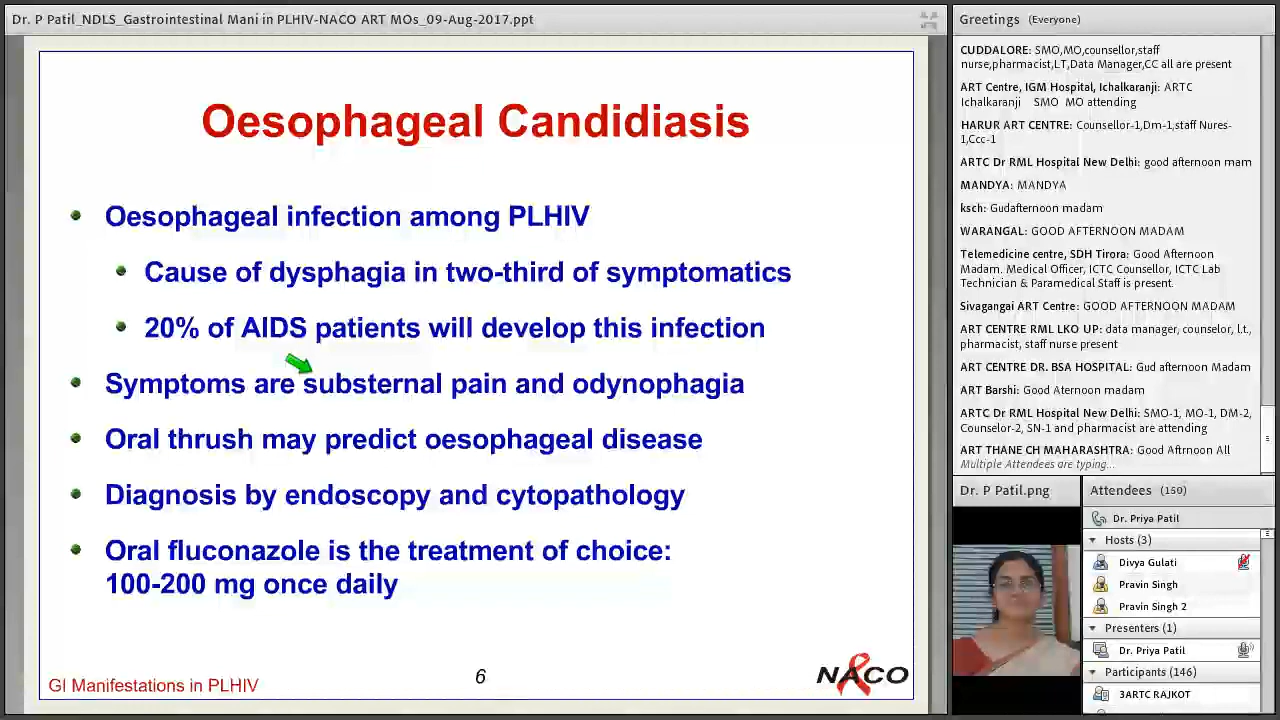 Dr. P Patil_NDLS_Gastrointestinal Mani in PLHIV-NACO ART MOs_09-Aug-2017.ppt
Oesophageal Candidiasis
Oesophageal infection among PLHIV
Cause of dysphagia in two-third of symptomatics
20% of AIDS patients will develop this infection
Symptoms are substernal pain and odynophagia
Oral thrush may predict oesophageal disease
Diagnosis by endoscopy and cytopathology
Oral fluconazole is the treatment of choice:
100-200 mg once daily
GI Manifestations in PLHIV
6
NACO
Greetings (Everyone)
CUDDALORE: SMO,MO,counsellor,staff
nurse,pharmacist,LT,Data Manager,CC all are present
ART Centre, IGM Hospital, Ichalkaranji: ARTC
Ichalkaranji SMO MO attending
HARUR ART CENTRE: Counsellor-1,Dm-1,staff Nures-
1,Ccc-1
ARTC Dr RML Hospital New Delhi: good afternoon mam
MANDYA: MANDYA
ksch: Gudafternoon madam
WARANGAL: GOOD AFTERNOON MADAM
Telemedicine centre, SDH Tirora: Good Afternoon
Madam. Medical Officer, ICTC Counsellor, ICTC Lab
Technician & Paramedical Staff is present.
Sivagangai ART Centre: GOOD AFTERNOON MADAM
ART CENTRE RML LKO UP: data manager, counselor, l.t.,
pharmacist, staff nurse present
ART CENTRE DR. BSA HOSPITAL: Gud afternoon Madam
ART Barshi: Good Aternoon madam
ARTC Dr RML Hospital New Delhi: SMO-1, MO-1, DM-2,
Counselor-2, SN-1 and pharmacist are attending
ART THANE CH MAHARASHTRA: Good Aftrnoon All
Multiple Attendees are typing...
Dr. P Patil.png
Attendees (150)
Dr. Priya Patil
Hosts (3)
Divya Gulati
Pravin Singh
Pravin Singh 2
Presenters (1)
Dr. Priya Patil
Participants (146)
3ARTC RAJKOT